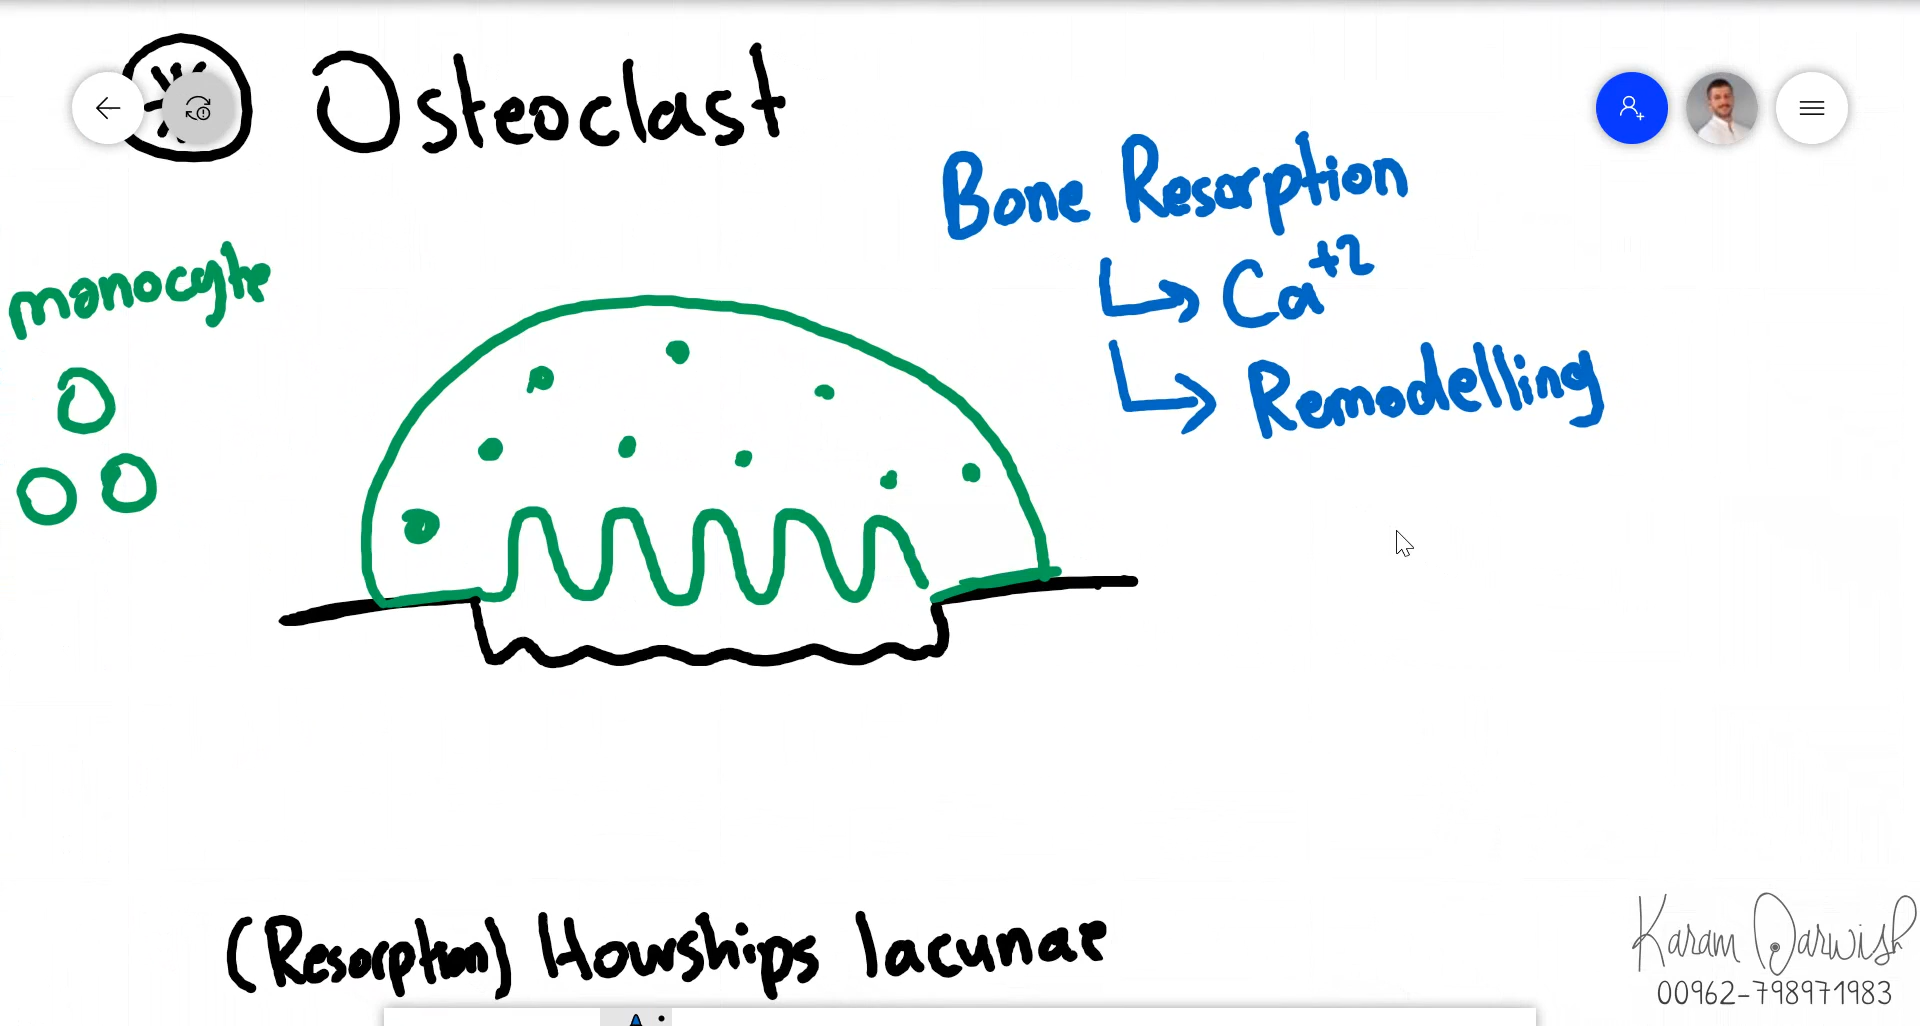 Osteoclast
Bone Resorption
Ca+2
Remodelling
monocyte
(Resorption) Howships lacunae
Karam Darwish
00962-798971983